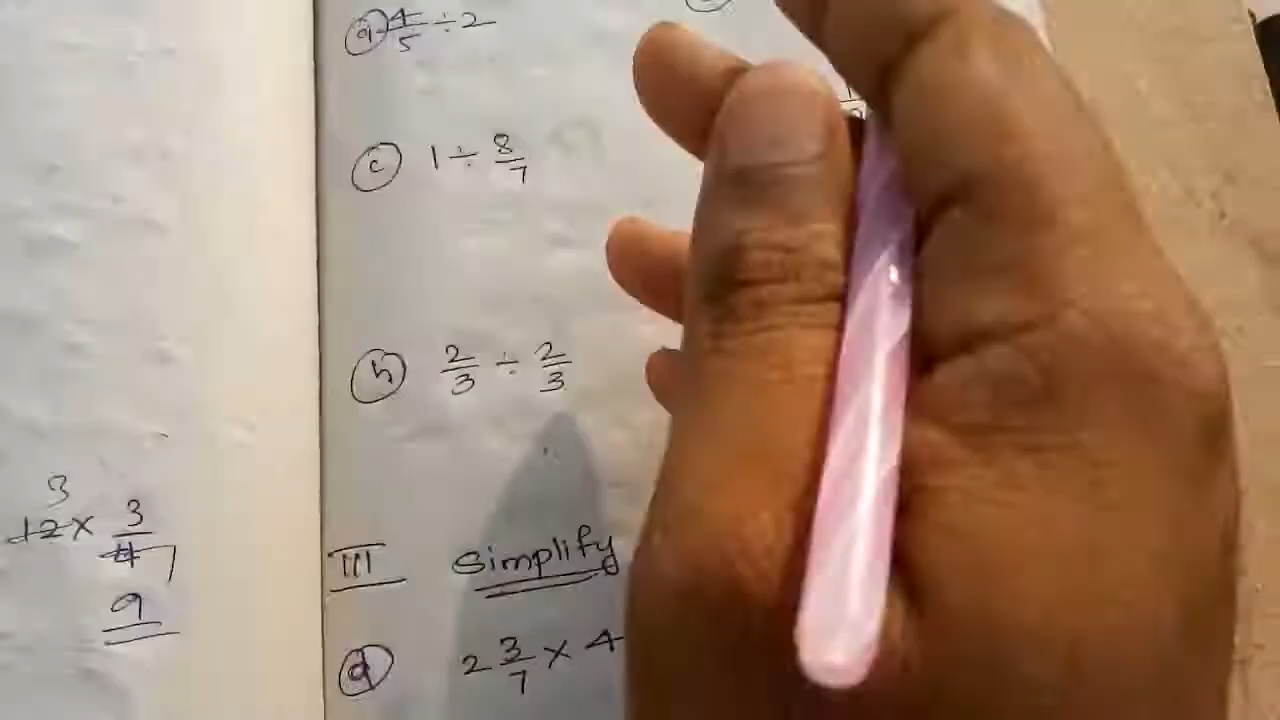 ⓐ 4/5 ÷ 2
ⓒ 1 ÷ 8/7
ⓗ 2/3 ÷ 2/3
3
12 × 3/4 1
9
III Simplify
ⓓ 2 3/7 × 4